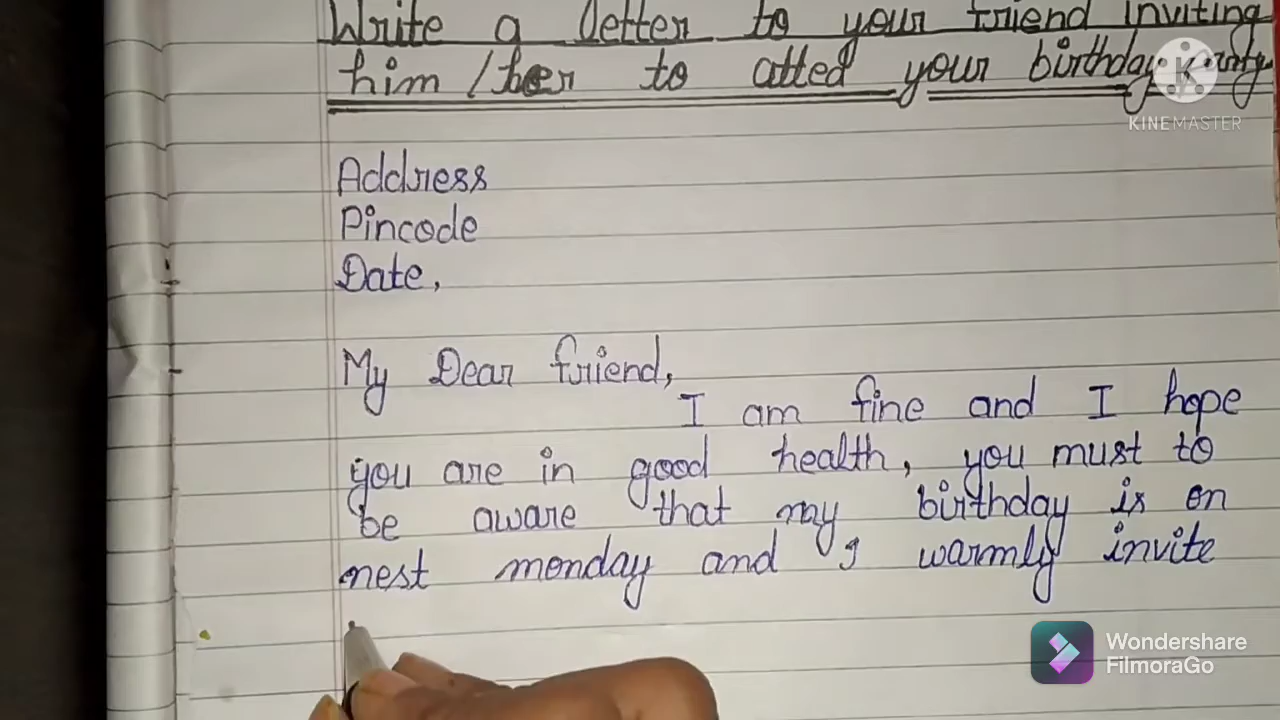 Write a letter to your friend inviting
him / her to atted your birthday party
KINEMASTER
Address
Pincode
Date,
My Dear friend,
I am fine and I hope
you are in good health, you must to
be aware that my birthday is on
nest monday and I warmly invite
Wondershare
FilmoraGo